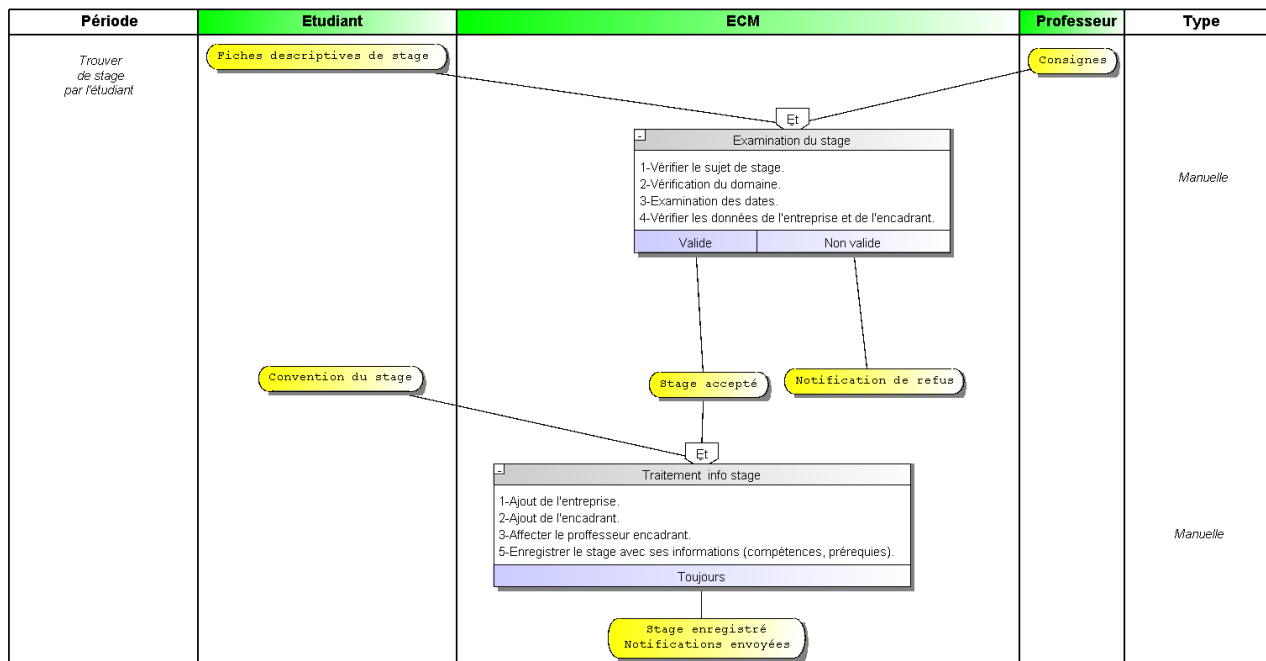 Période
Etudiant
ECM
Professeur
Type
Trouver
de stage
par l'étudiant
Fiches descriptives de stage
Consignes
Et
Examination du stage
1-Vérifier le sujet de stage.
2-Vérification du domaine.
3-Examination des dates.
4-Vérifier les données de l'entreprise et de l'encadrant.
Valide
Non valide
Manuelle
Convention du stage
Stage accepté
Notification de refus
Et
Traitement info stage
1-Ajout de l'entreprise.
2-Ajout de l'encadrant.
3-Affecter le proffesseur encadrant.
5-Enregistrer le stage avec ses informations (compétences, prérequies).
Toujours
Manuelle
Stage enregistré
Notifications envoyées